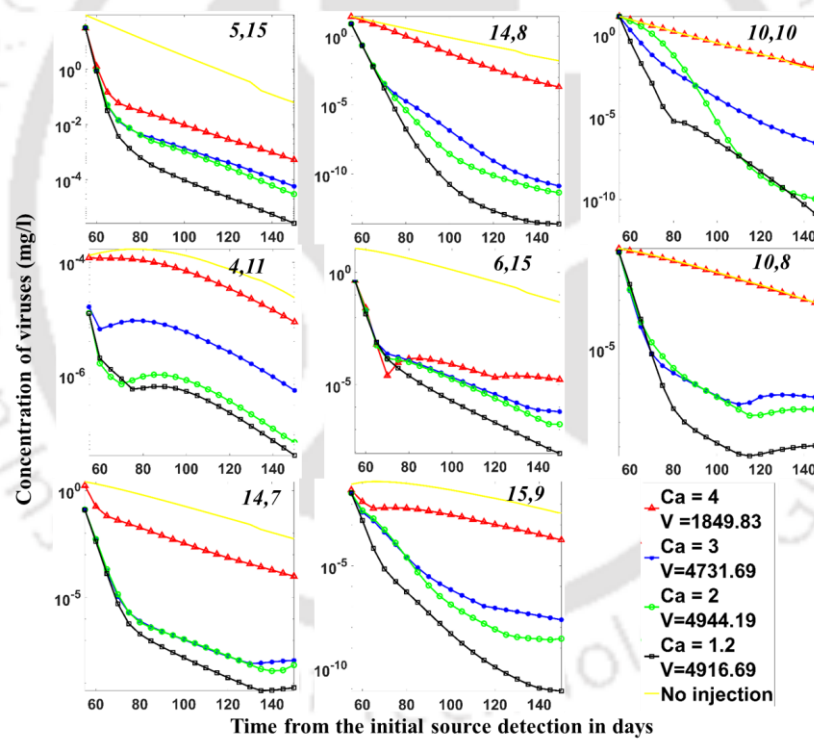 5,15
10^0
10^-2
10^-4
60 80 100 120 140
14,8
10^0
10^-5
10^-10
60 80 100 120 140
10,10
10^0
10^-5
10^-10
60 80 100 120 140
Concentration of viruses (mg/l)
4,11
10^-4
10^-6
60 80 100 120 140
6,15
10^0
10^-5
60 80 100 120 140
10,8
10^-5
60 80 100 120 140
14,7
10^0
10^-5
60 80 100 120 140
15,9
10^-5
10^-10
60 80 100 120 140
Ca = 4
V =1849.83
Ca = 3
V=4731.69
Ca = 2
V=4944.19
Ca = 1.2
V=4916.69
No injection
Time from the initial source detection in days